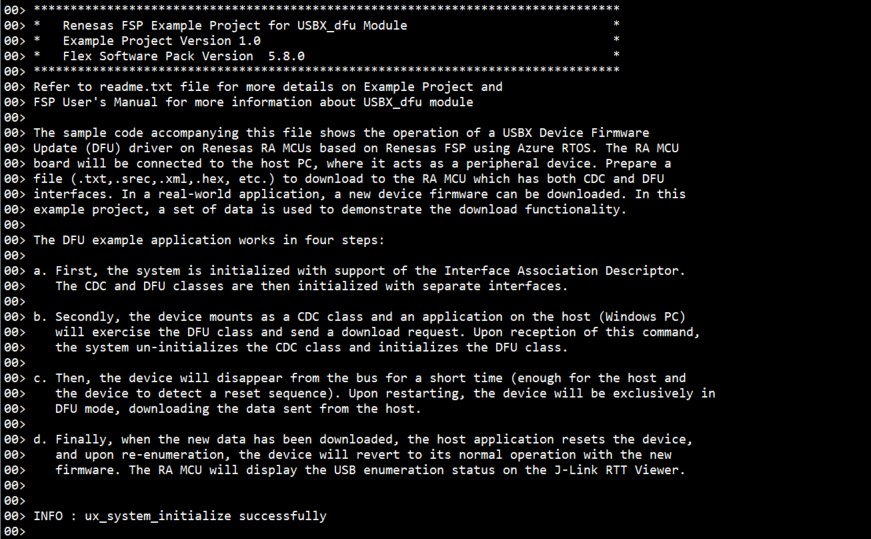 00> *********************************************************************************
00> *   Renesas FSP Example Project for USBX_dfu Module                             *
00> *   Example Project Version 1.0                                                 *
00> *   Flex Software Pack Version  5.8.0                                           *
00> *********************************************************************************
00> Refer to readme.txt file for more details on Example Project and
00> FSP User's Manual for more information about USBX_dfu module
00>
00> The sample code accompanying this file shows the operation of a USBX Device Firmware
00> Update (DFU) driver on Renesas RA MCUs based on Renesas FSP using Azure RTOS. The RA MCU
00> board will be connected to the host PC, where it acts as a peripheral device. Prepare a
00> file (.txt,.srec,.xml,.hex, etc.) to download to the RA MCU which has both CDC and DFU
00> interfaces. In a real-world application, a new device firmware can be downloaded. In this
00> example project, a set of data is used to demonstrate the download functionality.
00>
00> The DFU example application works in four steps:
00>
00> a. First, the system is initialized with support of the Interface Association Descriptor.
00>    The CDC and DFU classes are then initialized with separate interfaces.
00>
00> b. Secondly, the device mounts as a CDC class and an application on the host (Windows PC)
00>    will exercise the DFU class and send a download request. Upon reception of this command,
00>    the system un-initializes the CDC class and initializes the DFU class.
00>
00> c. Then, the device will disappear from the bus for a short time (enough for the host and
00>    the device to detect a reset sequence). Upon restarting, the device will be exclusively in
00>    DFU mode, downloading the data sent from the host.
00>
00> d. Finally, when the new data has been downloaded, the host application resets the device,
00>    and upon re-enumeration, the device will revert to its normal operation with the new
00>    firmware. The RA MCU will display the USB enumeration status on the J-Link RTT Viewer.
00>
00>
00> INFO : ux_system_initialize successfully
00>